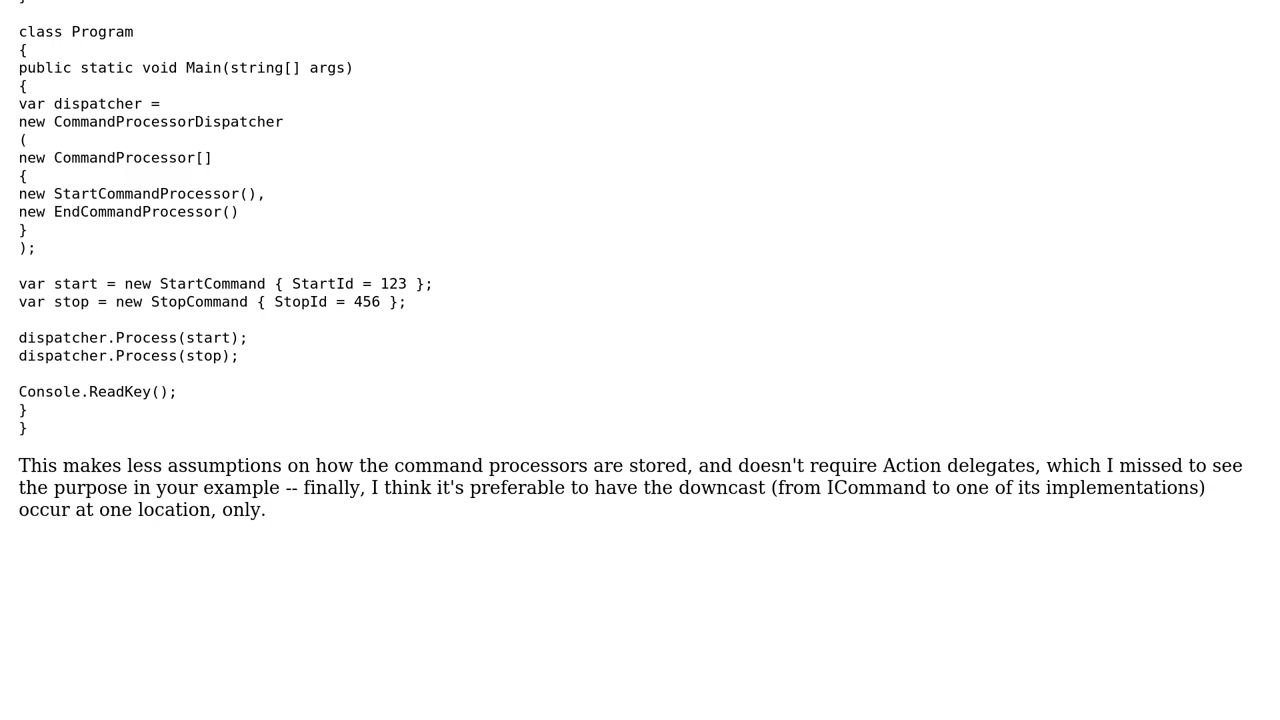 }
class Program
{
public static void Main(string[] args)
{
var dispatcher =
new CommandProcessorDispatcher
(
new CommandProcessor[]
{
new StartCommandProcessor(),
new EndCommandProcessor()
}
);
var start = new StartCommand { StartId = 123 };
var stop = new StopCommand { StopId = 456 };
dispatcher.Process(start);
dispatcher.Process(stop);
Console.ReadKey();
}
}
This makes less assumptions on how the command processors are stored, and doesn't require Action delegates, which I missed to see
the purpose in your example -- finally, I think it's preferable to have the downcast (from ICommand to one of its implementations)
occur at one location, only.